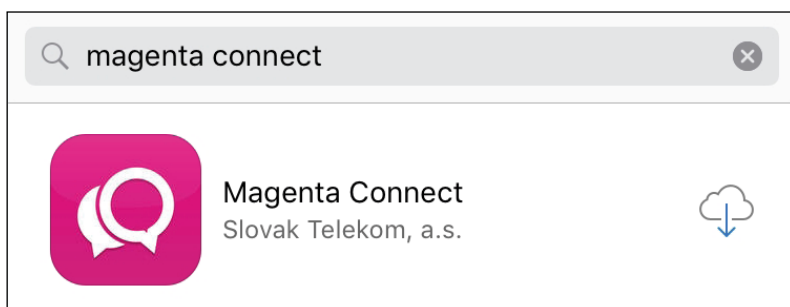 magenta connect
Magenta Connect
Slovak Telekom, a.s.